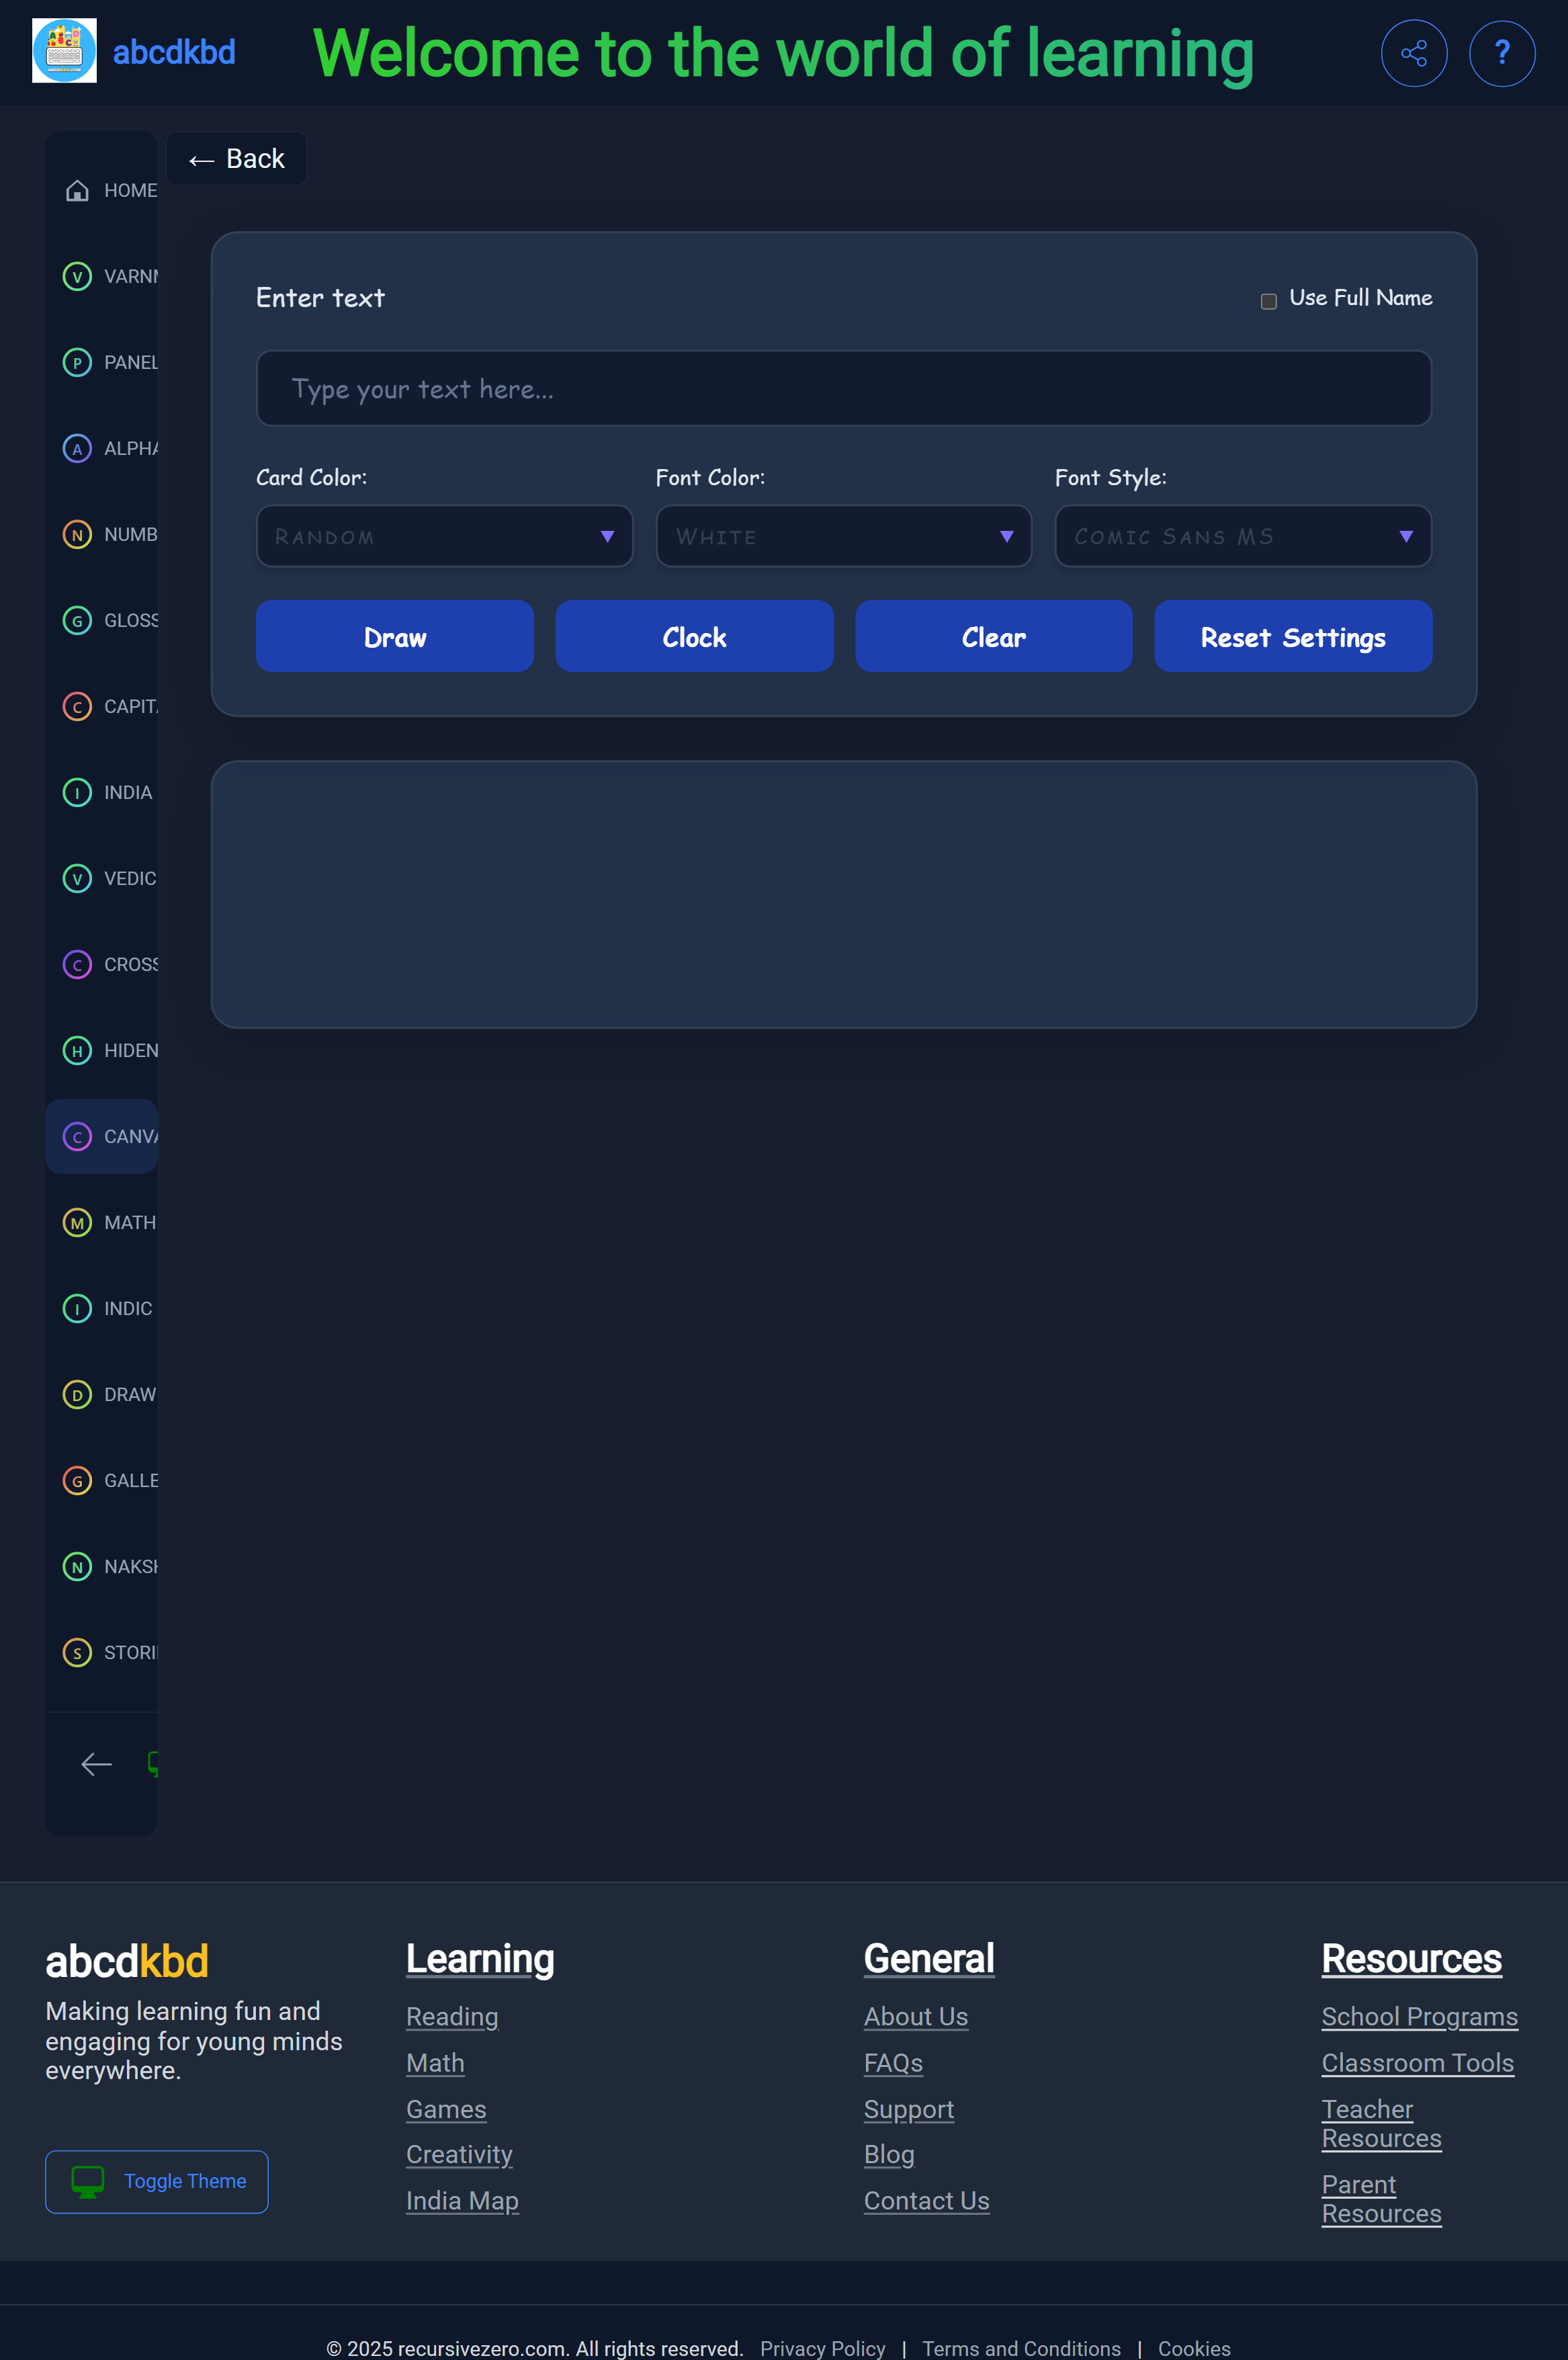 abcdkbd
Welcome to the world of learning
?
← Back
HOME
V VARNM
P PANEL
A ALPHA
N NUMB
G GLOSS
C CAPITA
I INDIA
V VEDIC
C CROSS
H HIDEN
C CANVA
M MATH
I INDIC
D DRAW
G GALLE
N NAKSH
S STORI
Enter text
Use Full Name
Type your text here...
Card Color:
Font Color:
Font Style:
RANDOM
WHITE
COMIC SANS MS
Draw
Clock
Clear
Reset Settings
abcdkbd
Making learning fun and
engaging for young minds
everywhere.
Toggle Theme
Learning
Reading
Math
Games
Creativity
India Map
General
About Us
FAQs
Support
Blog
Contact Us
Resources
School Programs
Classroom Tools
Teacher
Resources
Parent
Resources
© 2025 recursivezero.com. All rights reserved. Privacy Policy | Terms and Conditions | Cookies